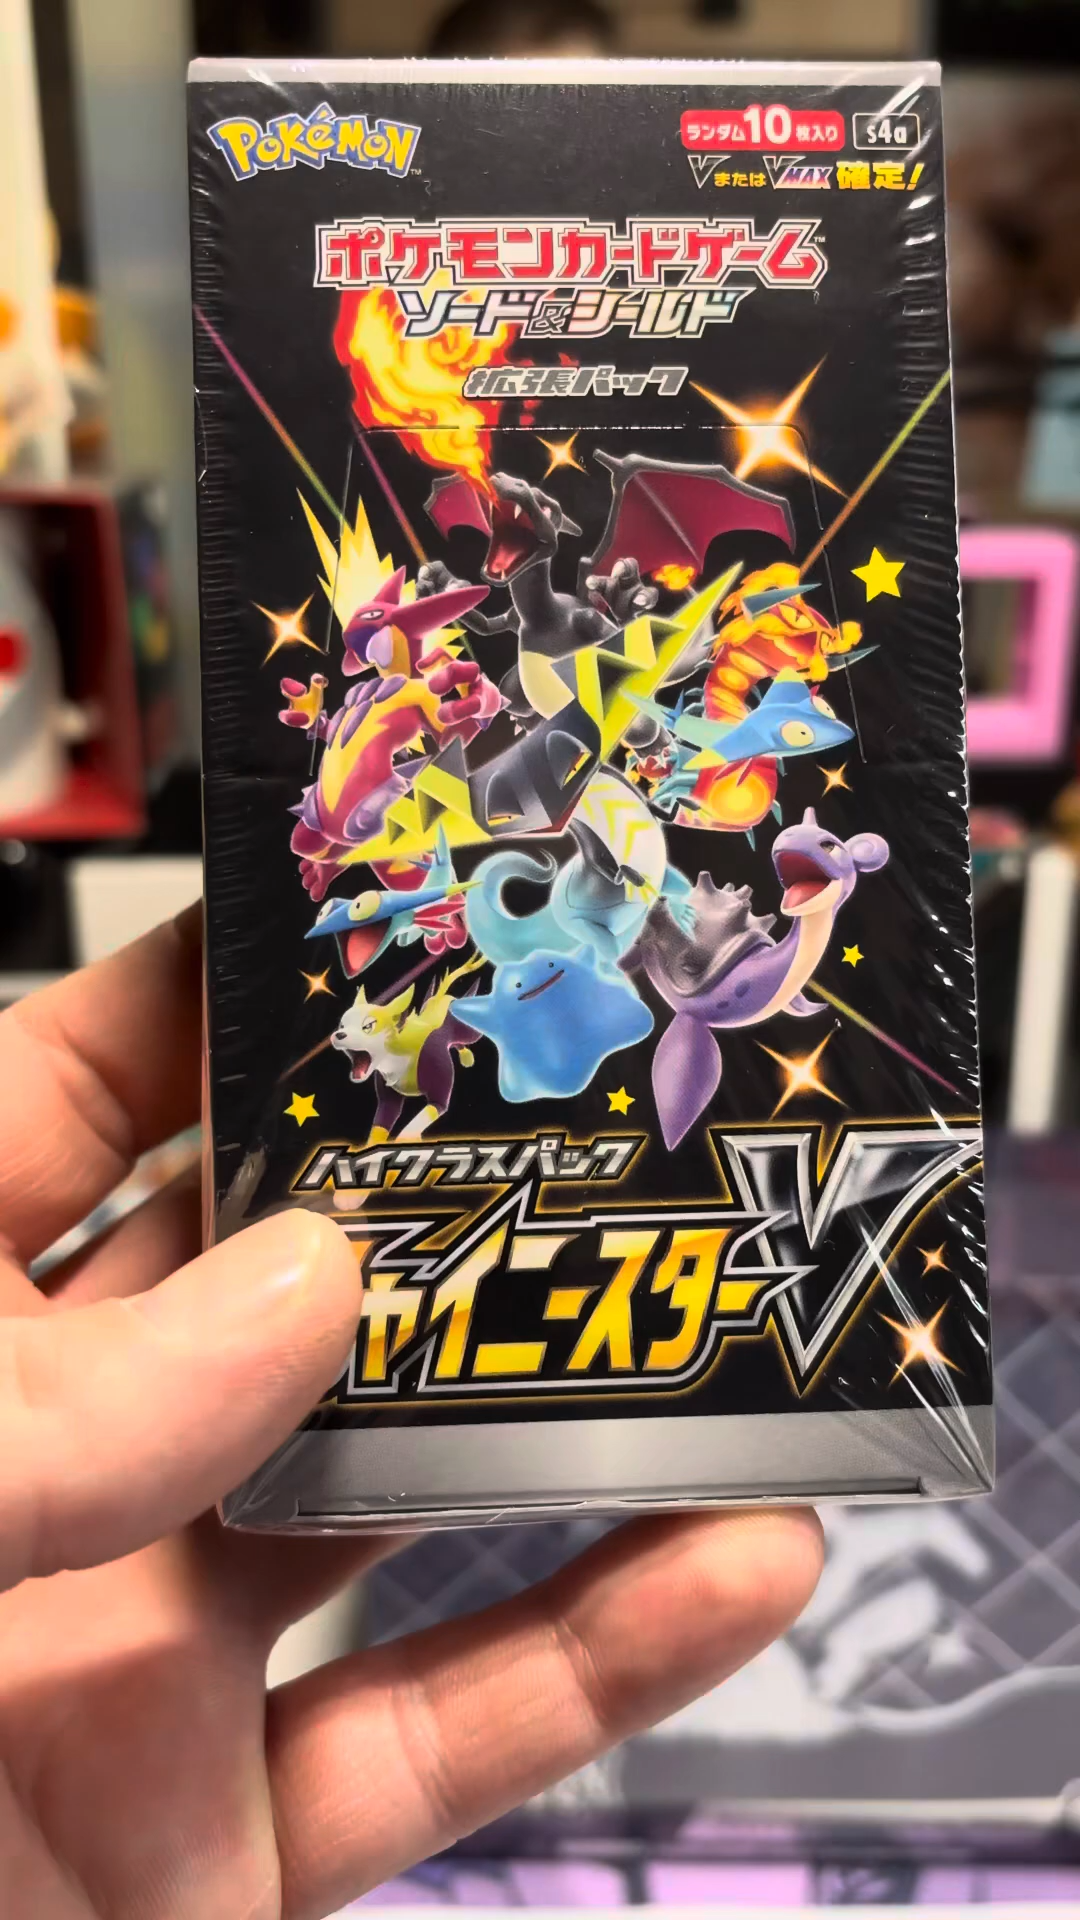 POKéMON™
ランダム10枚入り s4a
VまたはVMAX確定!
ポケモンカードゲーム™
ソード&シールド
拡張パック
ハイクラスパック
ャイニースターV